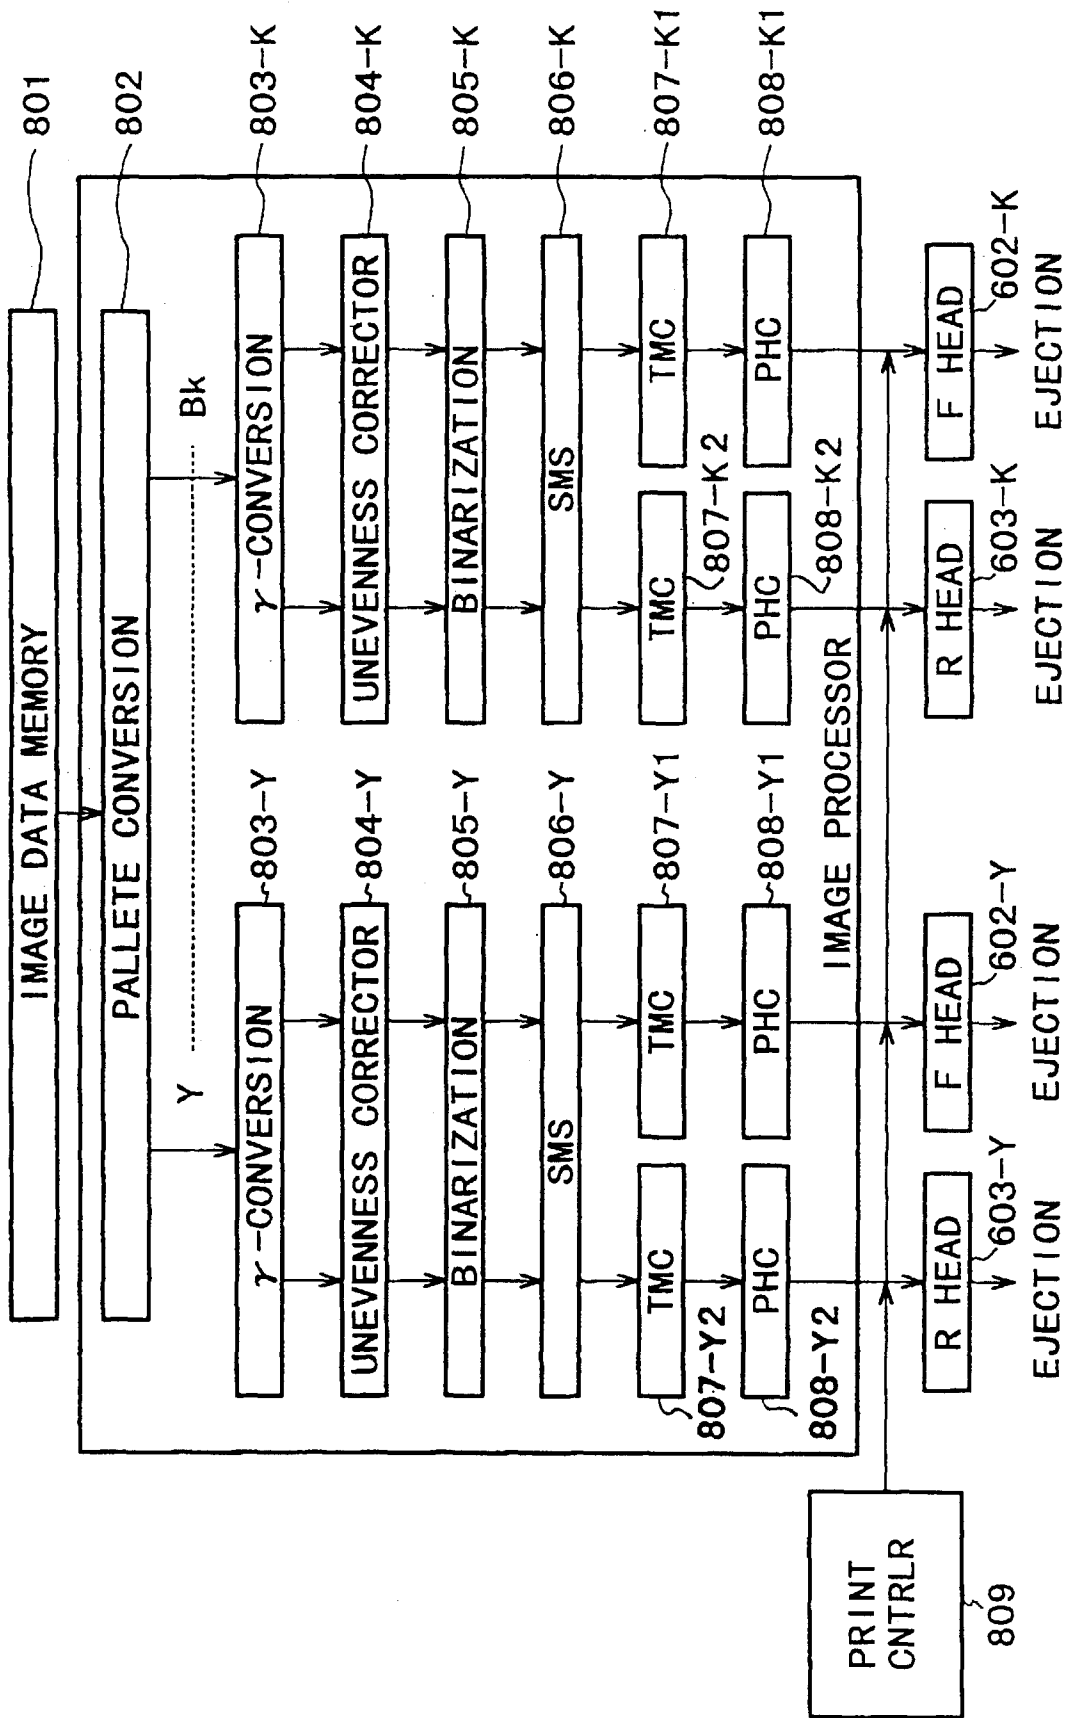 IMAGE DATA MEMORY
801
PALLETE CONVERSION
802
Y
Bk
γ-CONVERSION
803-Y
γ-CONVERSION
803-K
UNEVENNESS CORRECTOR
804-Y
UNEVENNESS CORRECTOR
804-K
BINARIZATION
805-Y
BINARIZATION
805-K
SMS
806-Y
SMS
806-K
TMC
807-Y2
TMC
807-Y1
TMC
807-K2
TMC
807-K1
PHC
808-Y2
PHC
808-Y1
PHC
808-K2
PHC
808-K1
IMAGE PROCESSOR
PRINT
CNTRLR
809
R HEAD
603-Y
F HEAD
602-Y
R HEAD
603-K
F HEAD
602-K
EJECTION
EJECTION
EJECTION
EJECTION